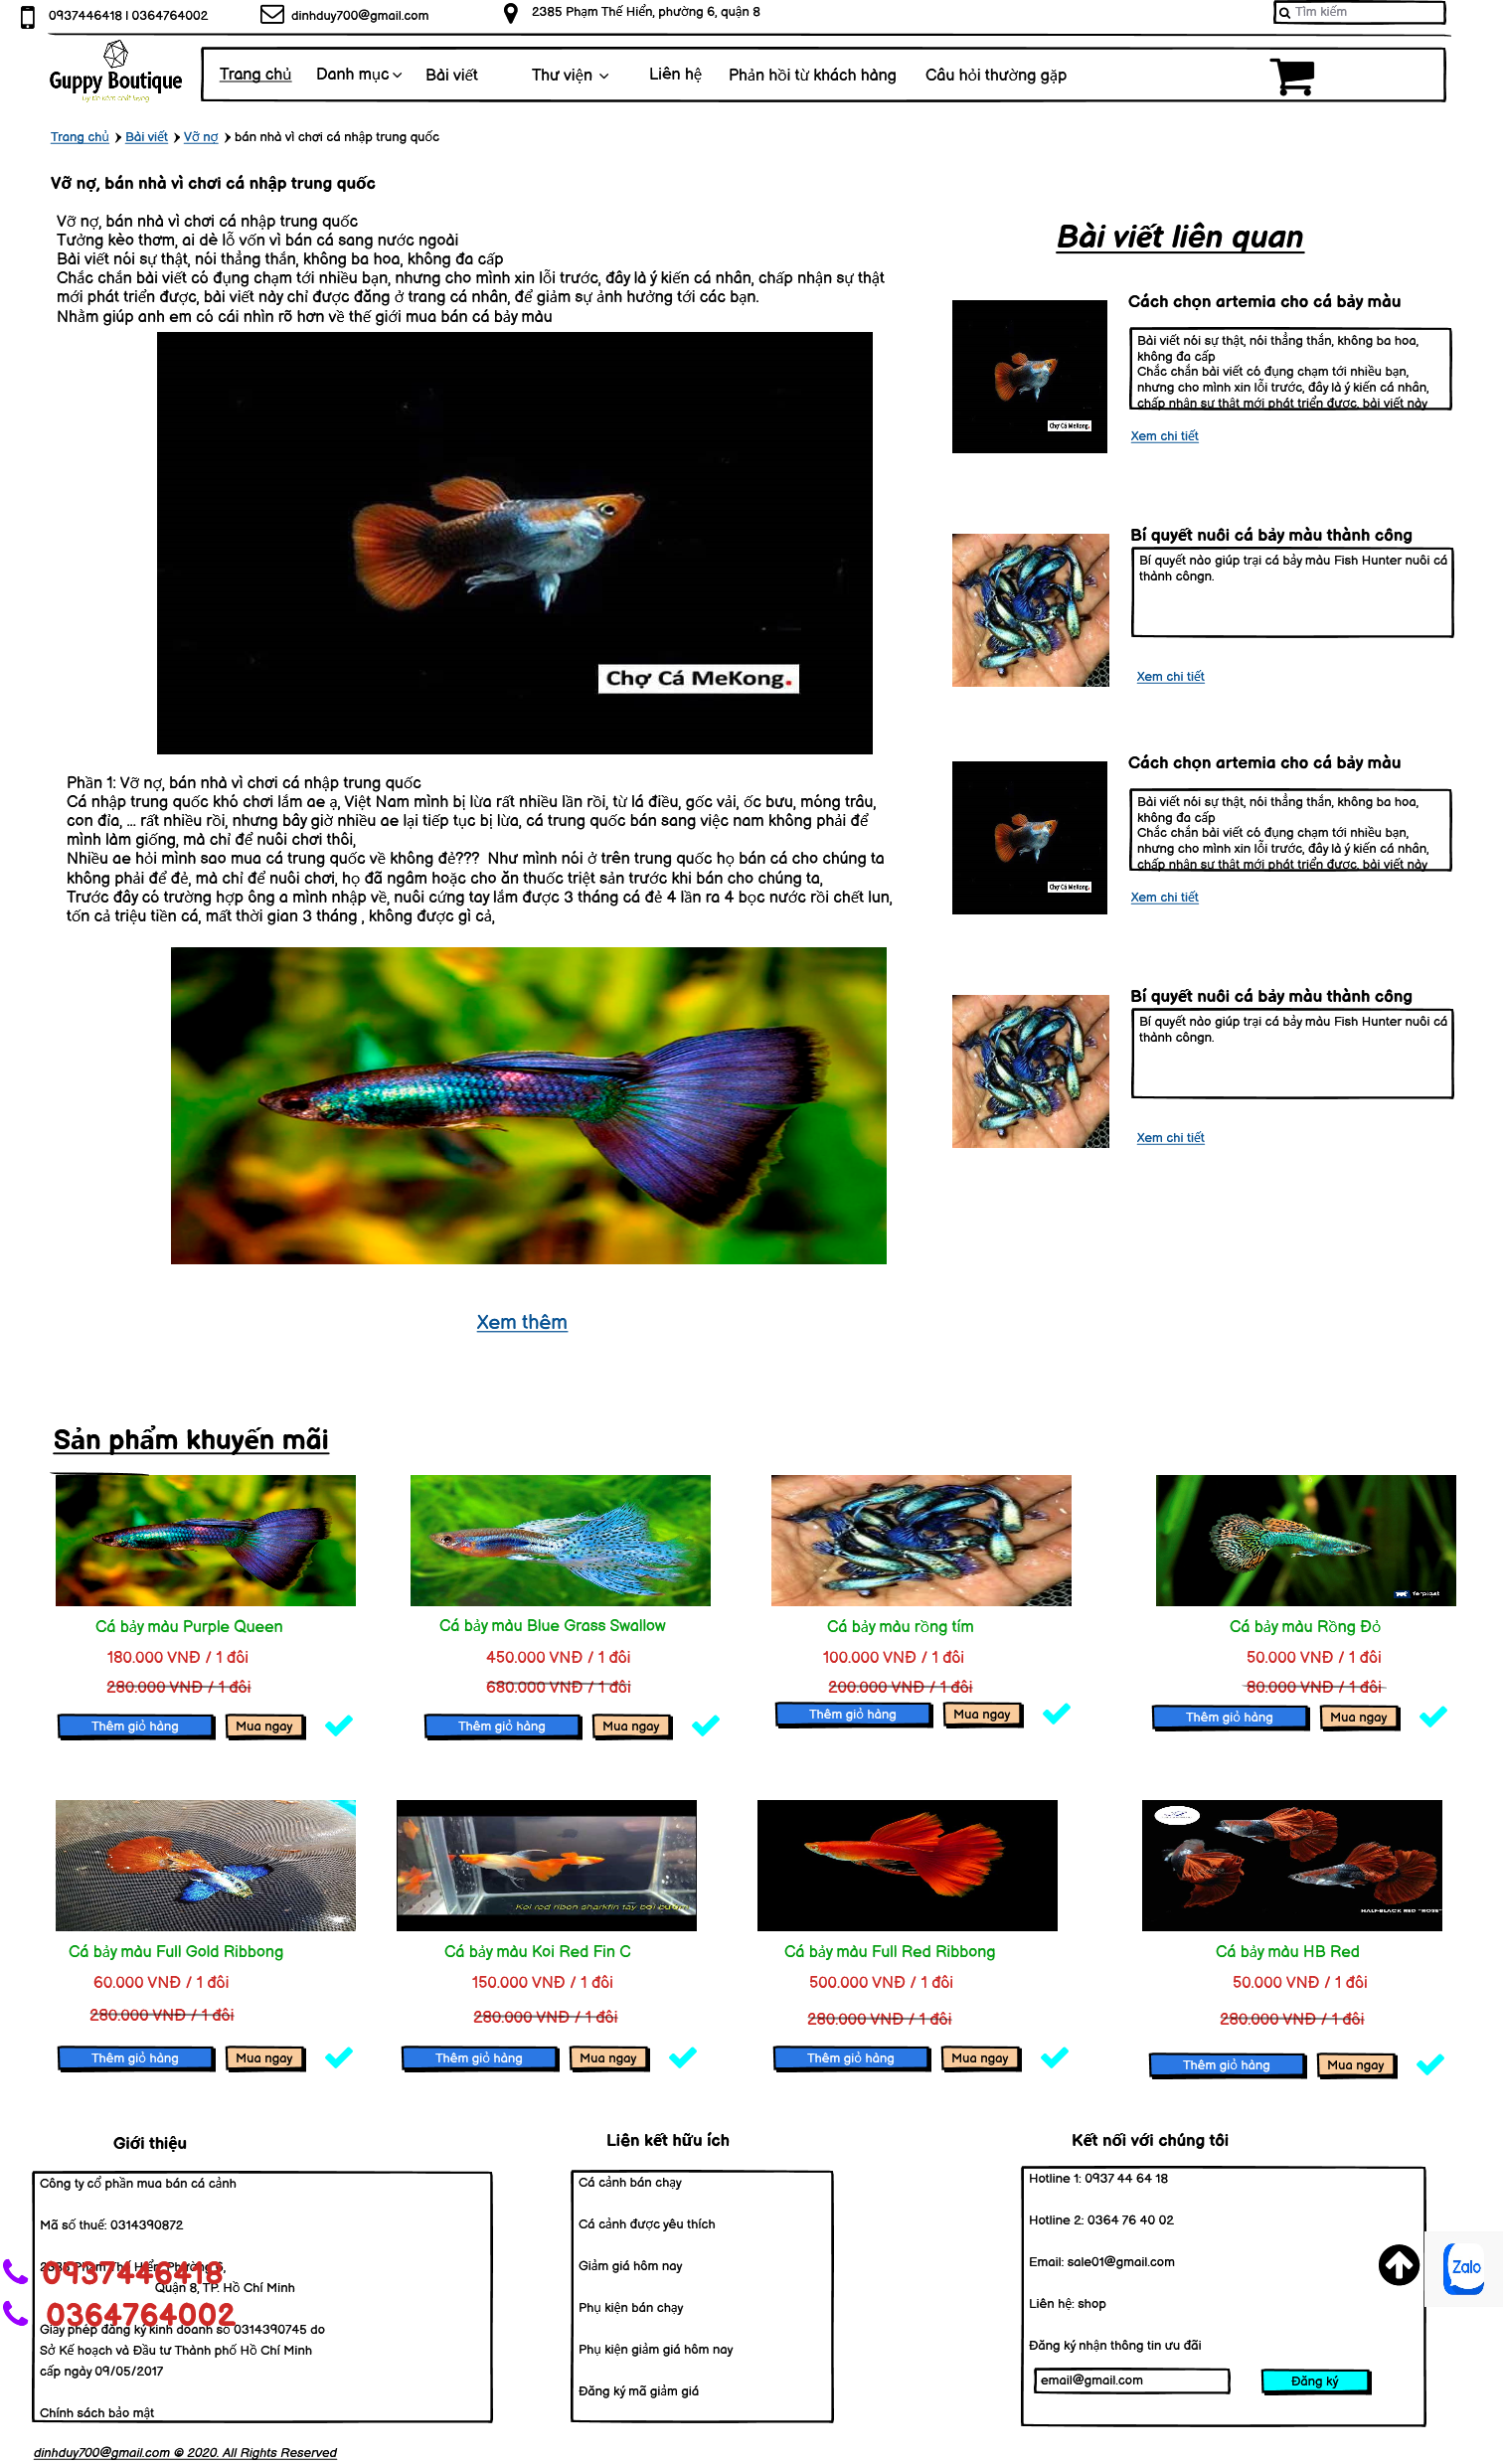 0937446418 I 0364764002
dinhduy700@gmail.com
2385 Phạm Thế Hiển, phường 6, quận 8
Tìm kiếm
Guppy Boutique
Trang chủ
Danh mục
Bài viết
Thư viện
Liên hệ
Phản hồi từ khách hàng
Câu hỏi thường gặp
Trang chủ
Bài viết
Vỡ nợ
bán nhà vì chơi cá nhập trung quốc
Vỡ nợ, bán nhà vì chơi cá nhập trung quốc
Vỡ nợ, bán nhà vì chơi cá nhập trung quốc
Tưởng kèo thơm, ai dè lỗ vốn vì bán cá sang nước ngoài
Bài viết nói sự thật, nói thẳng thắn, không ba hoa, không đa cấp
Chắc chắn bài viết có đụng chạm tới nhiều bạn, nhưng cho mình xin lỗi trước, đây là ý kiến cá nhân, chấp nhận sự thật
mới phát triển được, bài viết này chỉ được đăng ở trang cá nhân, để giảm sự ảnh hưởng tới các bạn.
Nhằm giúp anh em có cái nhìn rõ hơn về thế giới mua bán cá bảy màu
Chợ Cá MeKong.
Phần 1: Vỡ nợ, bán nhà vì chơi cá nhập trung quốc
Cá nhập trung quốc khó chơi lắm ae ạ, Việt Nam mình bị lừa rất nhiều lần rồi, từ lá điều, gốc vải, ốc bưu, móng trâu,
con đỉa, ... rất nhiều rồi, nhưng bây giờ nhiều ae lại tiếp tục bị lừa, cá trung quốc bán sang việc nam không phải để
mình làm giống, mà chỉ để nuôi chơi thôi,
Nhiều ae hỏi mình sao mua cá trung quốc về không đẻ??? Như mình nói ở trên trung quốc họ bán cá cho chúng ta
không phải để đẻ, mà chỉ để nuôi chơi, họ đã ngâm hoặc cho ăn thuốc triệt sản trước khi bán cho chúng ta,
Trước đây có trường hợp ông a mình nhập về, nuôi cứng tay lắm được 3 tháng cá đẻ 4 lần ra 4 bọc nước rồi chết lun,
tốn cả triệu tiền cá, mất thời gian 3 tháng , không được gì cả,
Xem thêm
Bài viết liên quan
Cách chọn artemia cho cá bảy màu
Bài viết nói sự thật, nói thẳng thắn, không ba hoa,
không đa cấp
Chắc chắn bài viết có đụng chạm tới nhiều bạn,
nhưng cho mình xin lỗi trước, đây là ý kiến cá nhân,
chấp nhận sự thật mới phát triển được, bài viết này
Chợ Cá MeKong.
Xem chi tiết
Bí quyết nuôi cá bảy màu thành công
Bí quyết nào giúp trại cá bảy màu Fish Hunter nuôi cá
thành côngn.
Xem chi tiết
Cách chọn artemia cho cá bảy màu
Bài viết nói sự thật, nói thẳng thắn, không ba hoa,
không đa cấp
Chắc chắn bài viết có đụng chạm tới nhiều bạn,
nhưng cho mình xin lỗi trước, đây là ý kiến cá nhân,
chấp nhận sự thật mới phát triển được, bài viết này
Chợ Cá MeKong.
Xem chi tiết
Bí quyết nuôi cá bảy màu thành công
Bí quyết nào giúp trại cá bảy màu Fish Hunter nuôi cá
thành côngn.
Xem chi tiết
Sản phẩm khuyến mãi
Cá bảy màu Purple Queen
180.000 VNĐ / 1 đôi
280.000 VNĐ / 1 đôi
Thêm giỏ hàng
Mua ngay
Cá bảy màu Blue Grass Swallow
450.000 VNĐ / 1 đôi
680.000 VNĐ / 1 đôi
Thêm giỏ hàng
Mua ngay
Cá bảy màu rồng tím
100.000 VNĐ / 1 đôi
200.000 VNĐ / 1 đôi
Thêm giỏ hàng
Mua ngay
Cá bảy màu Rồng Đỏ
50.000 VNĐ / 1 đôi
80.000 VNĐ / 1 đôi
Thêm giỏ hàng
Mua ngay
Cá bảy màu Full Gold Ribbong
60.000 VNĐ / 1 đôi
280.000 VNĐ / 1 đôi
Thêm giỏ hàng
Mua ngay
Koi red ribon sharkfin tây bơi bướm
Cá bảy màu Koi Red Fin C
150.000 VNĐ / 1 đôi
280.000 VNĐ / 1 đôi
Thêm giỏ hàng
Mua ngay
Cá bảy màu Full Red Ribbong
500.000 VNĐ / 1 đôi
280.000 VNĐ / 1 đôi
Thêm giỏ hàng
Mua ngay
HALFBLACK RED "ROSE"
Cá bảy màu HB Red
50.000 VNĐ / 1 đôi
280.000 VNĐ / 1 đôi
Thêm giỏ hàng
Mua ngay
Giới thiệu
Công ty cổ phần mua bán cá cảnh
Mã số thuế: 0314390872
2385 Phạm Thế Hiển, Phường 6,
Quận 8, TP. Hồ Chí Minh
0937446418
0364764002
Giấy phép đăng ký kinh doanh số 0314390745 do
Sở Kế hoạch và Đầu tư Thành phố Hồ Chí Minh
cấp ngày 09/05/2017
Chính sách bảo mật
Liên kết hữu ích
Cá cảnh bán chạy
Cá cảnh được yêu thích
Giảm giá hôm nay
Phụ kiện bán chạy
Phụ kiện giảm giá hôm nay
Đăng ký mã giảm giá
Kết nối với chúng tôi
Hotline 1: 0937 44 64 18
Hotline 2: 0364 76 40 02
Email: sale01@gmail.com
Liên hệ: shop
Đăng ký nhận thông tin ưu đãi
email@gmail.com
Đăng ký
Zalo
dinhduy700@gmail.com © 2020. All Rights Reserved